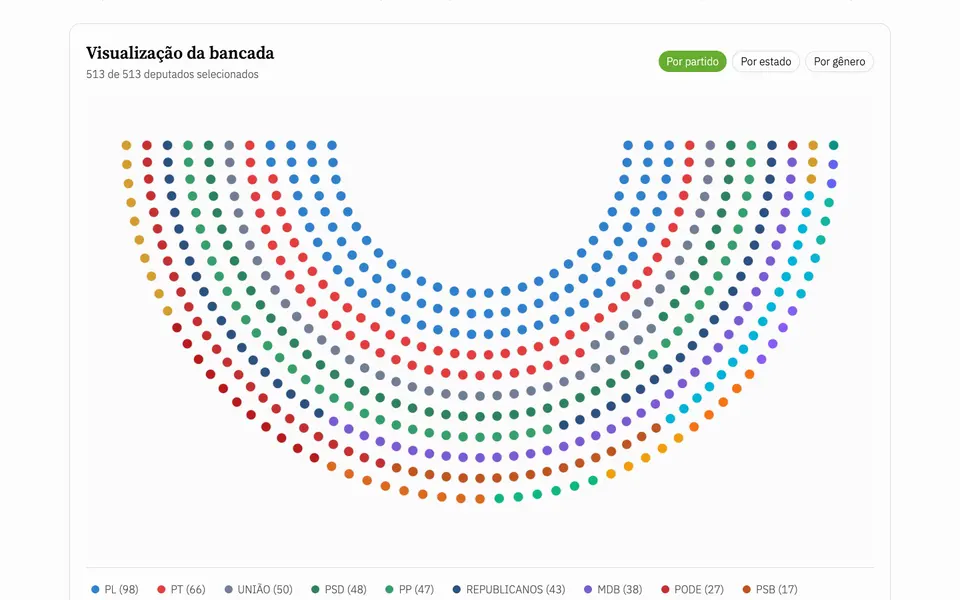 Visualização da bancada
513 de 513 deputados selecionados
Por partido
Por estado
Por gênero
PL (98)
PT (66)
UNIÃO (50)
PSD (48)
PP (47)
REPUBLICANOS (43)
MDB (38)
PODE (27)
PSB (17)